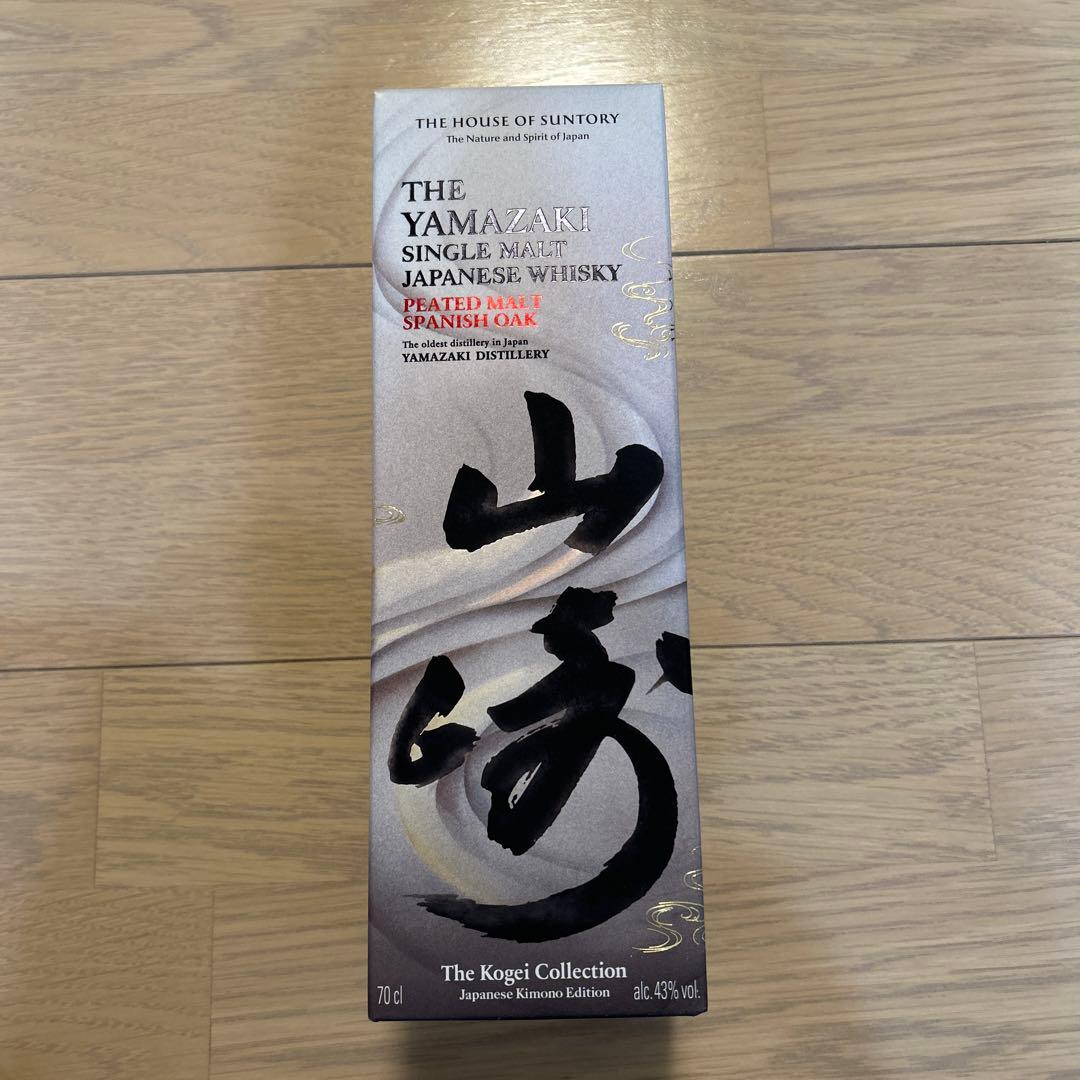 THE HOUSE OF SUNTORY
The Nature and Spirit of Japan
THE
YAMAZAKI
SINGLE MALT
JAPANESE WHISKY
PEATED MALT
SPANISH OAK
The oldest distillery in Japan
YAMAZAKI DISTILLERY
山
崎
The Kogei Collection
Japanese Kimono Edition
70 cl
alc. 43% vol.